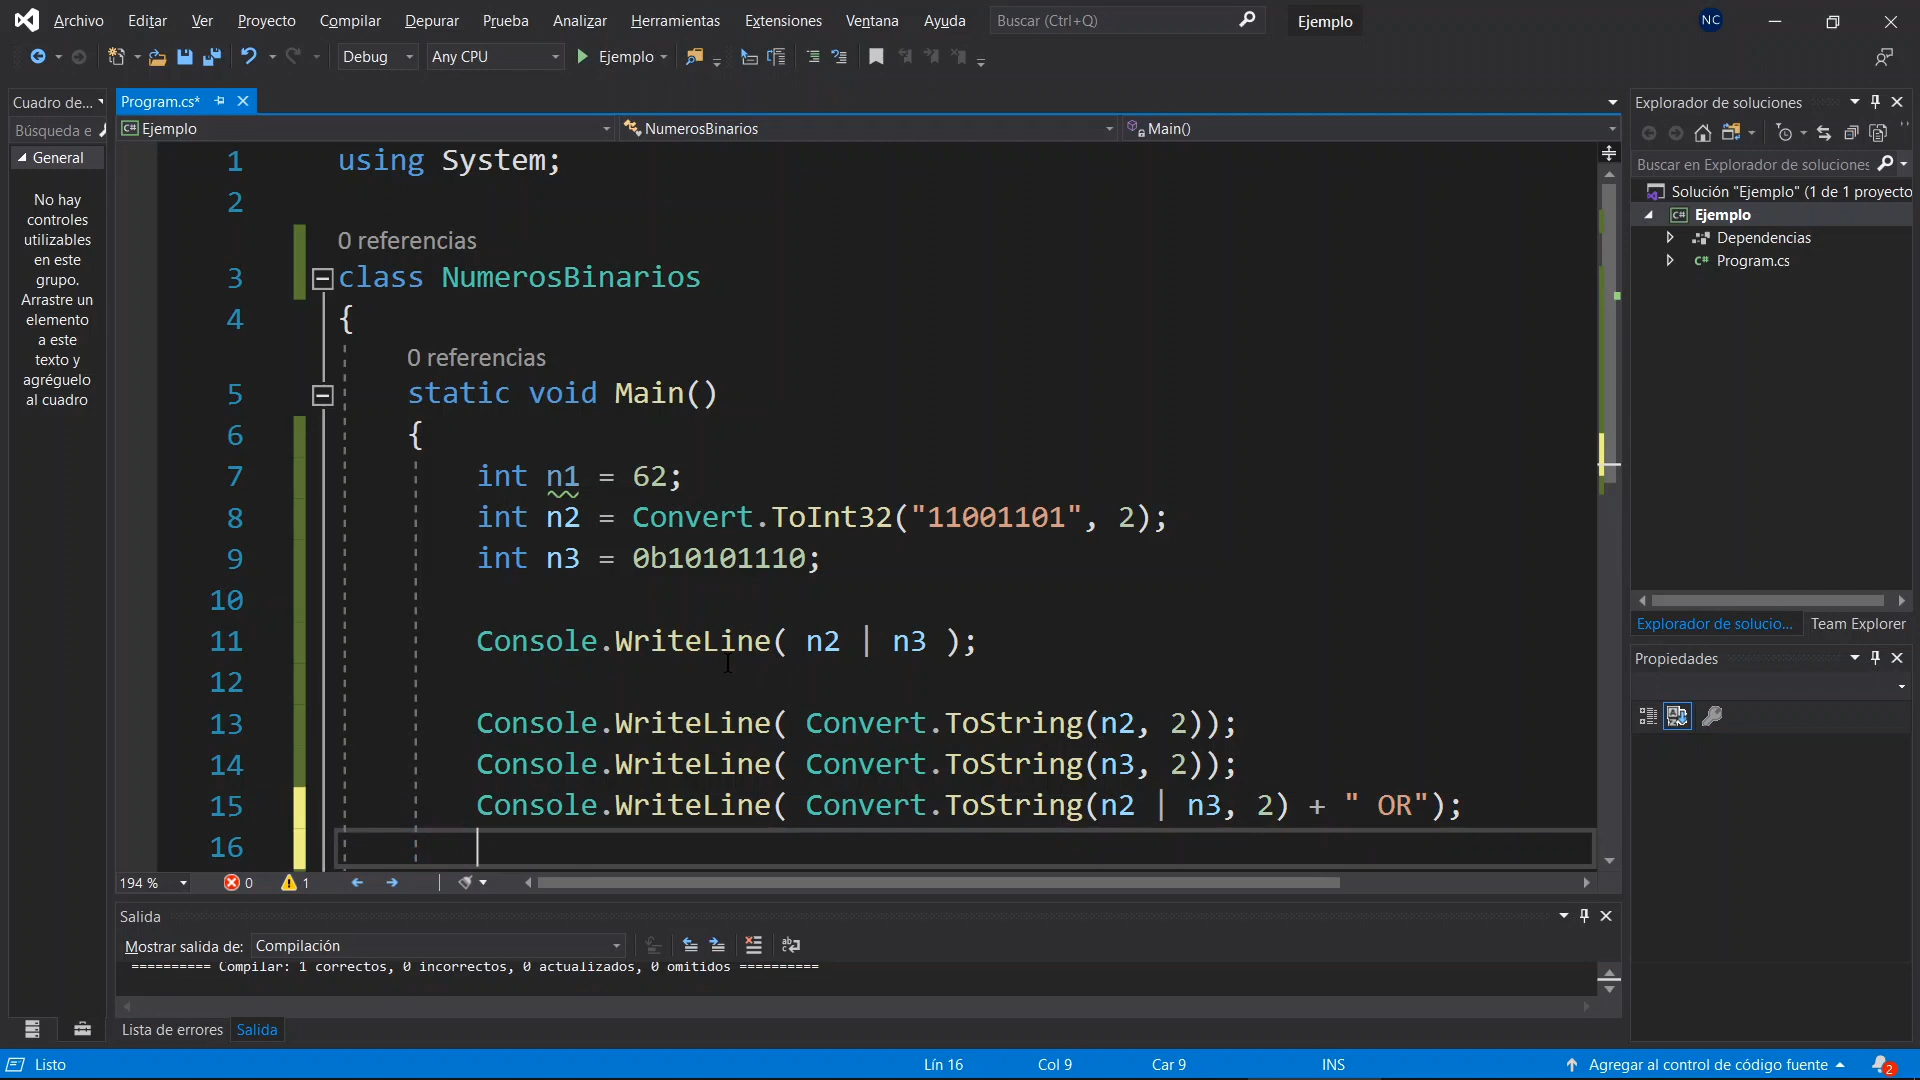 Archivo Editar Ver Proyecto Compilar Depurar Prueba Analizar Herramientas Extensiones Ventana Ayuda Buscar (Ctrl+Q) Ejemplo NC
Debug Any CPU Ejemplo
Cuadro de...
Búsqueda e
General
No hay
controles
utilizables
en este
grupo.
Arrastre un
elemento
a este
texto y
agréguelo
al cuadro
Program.cs*
C# Ejemplo NumerosBinarios Main()
1 using System;
2
0 referencias
3 class NumerosBinarios
4 {
0 referencias
5 static void Main()
6 {
7 int n1 = 62;
8 int n2 = Convert.ToInt32("11001101", 2);
9 int n3 = 0b10101110;
10
11 Console.WriteLine( n2 | n3 );
12
13 Console.WriteLine( Convert.ToString(n2, 2));
14 Console.WriteLine( Convert.ToString(n3, 2));
15 Console.WriteLine( Convert.ToString(n2 | n3, 2) + " OR");
16
194 % 0 1
Salida
Mostrar salida de: Compilación
========== Compilar: 1 correctos, 0 incorrectos, 0 actualizados, 0 omitidos ==========
Lista de errores Salida
Explorador de soluciones
Buscar en Explorador de soluciones
Solución "Ejemplo" (1 de 1 proyecto
C# Ejemplo
Dependencias
C# Program.cs
Explorador de solucio... Team Explorer
Propiedades
Listo Lín 16 Col 9 Car 9 INS Agregar al control de código fuente 2